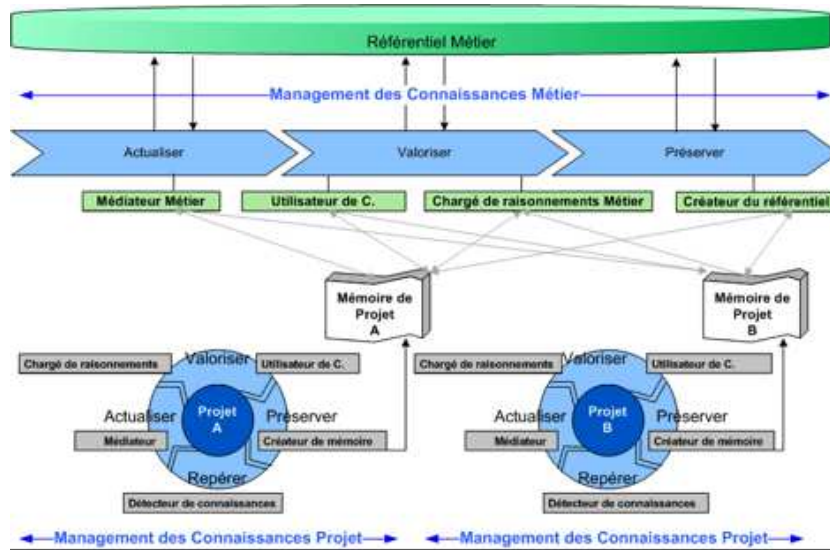 Référentiel Métier
Management des Connaissances Métier
Actualiser
Valoriser
Préserver
Médiateur Métier
Utilisateur de C.
Chargé de raisonnements Métier
Créateur du référentiel
Mémoire de
Projet
A
Mémoire de
Projet
B
Chargé de raisonnements
Valoriser
Utilisateur de C.
Actualiser
Projet
A
Préserver
Médiateur
Créateur de mémoire
Repérer
Détecteur de connaissances
Chargé de raisonnements
Valoriser
Utilisateur de C.
Actualiser
Projet
B
Préserver
Médiateur
Créateur de mémoire
Repérer
Détecteur de connaissances
Management des Connaissances Projet
Management des Connaissances Projet